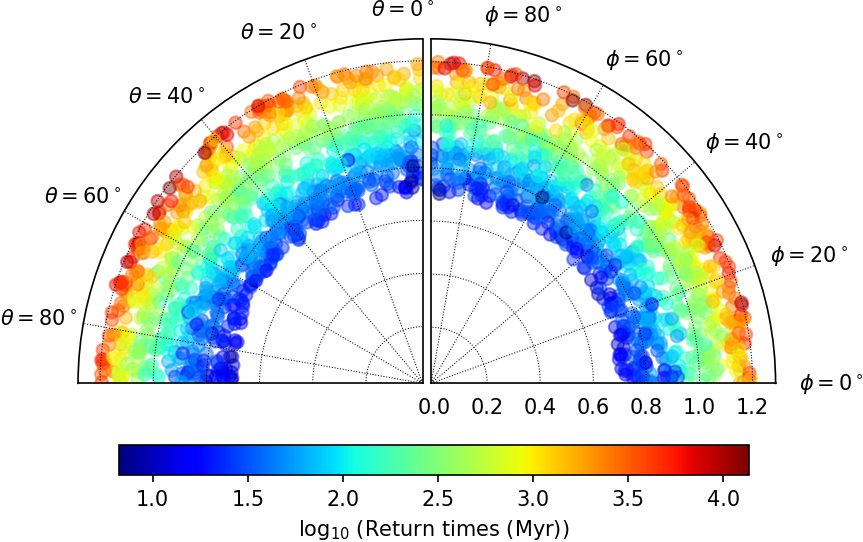 θ = 0°
ϕ = 80°
θ = 20°
ϕ = 60°
θ = 40°
ϕ = 40°
θ = 60°
ϕ = 20°
θ = 80°
ϕ = 0°
0.0 0.2 0.4 0.6 0.8 1.0 1.2
1.0 1.5 2.0 2.5 3.0 3.5 4.0
log₁₀ (Return times (Myr))